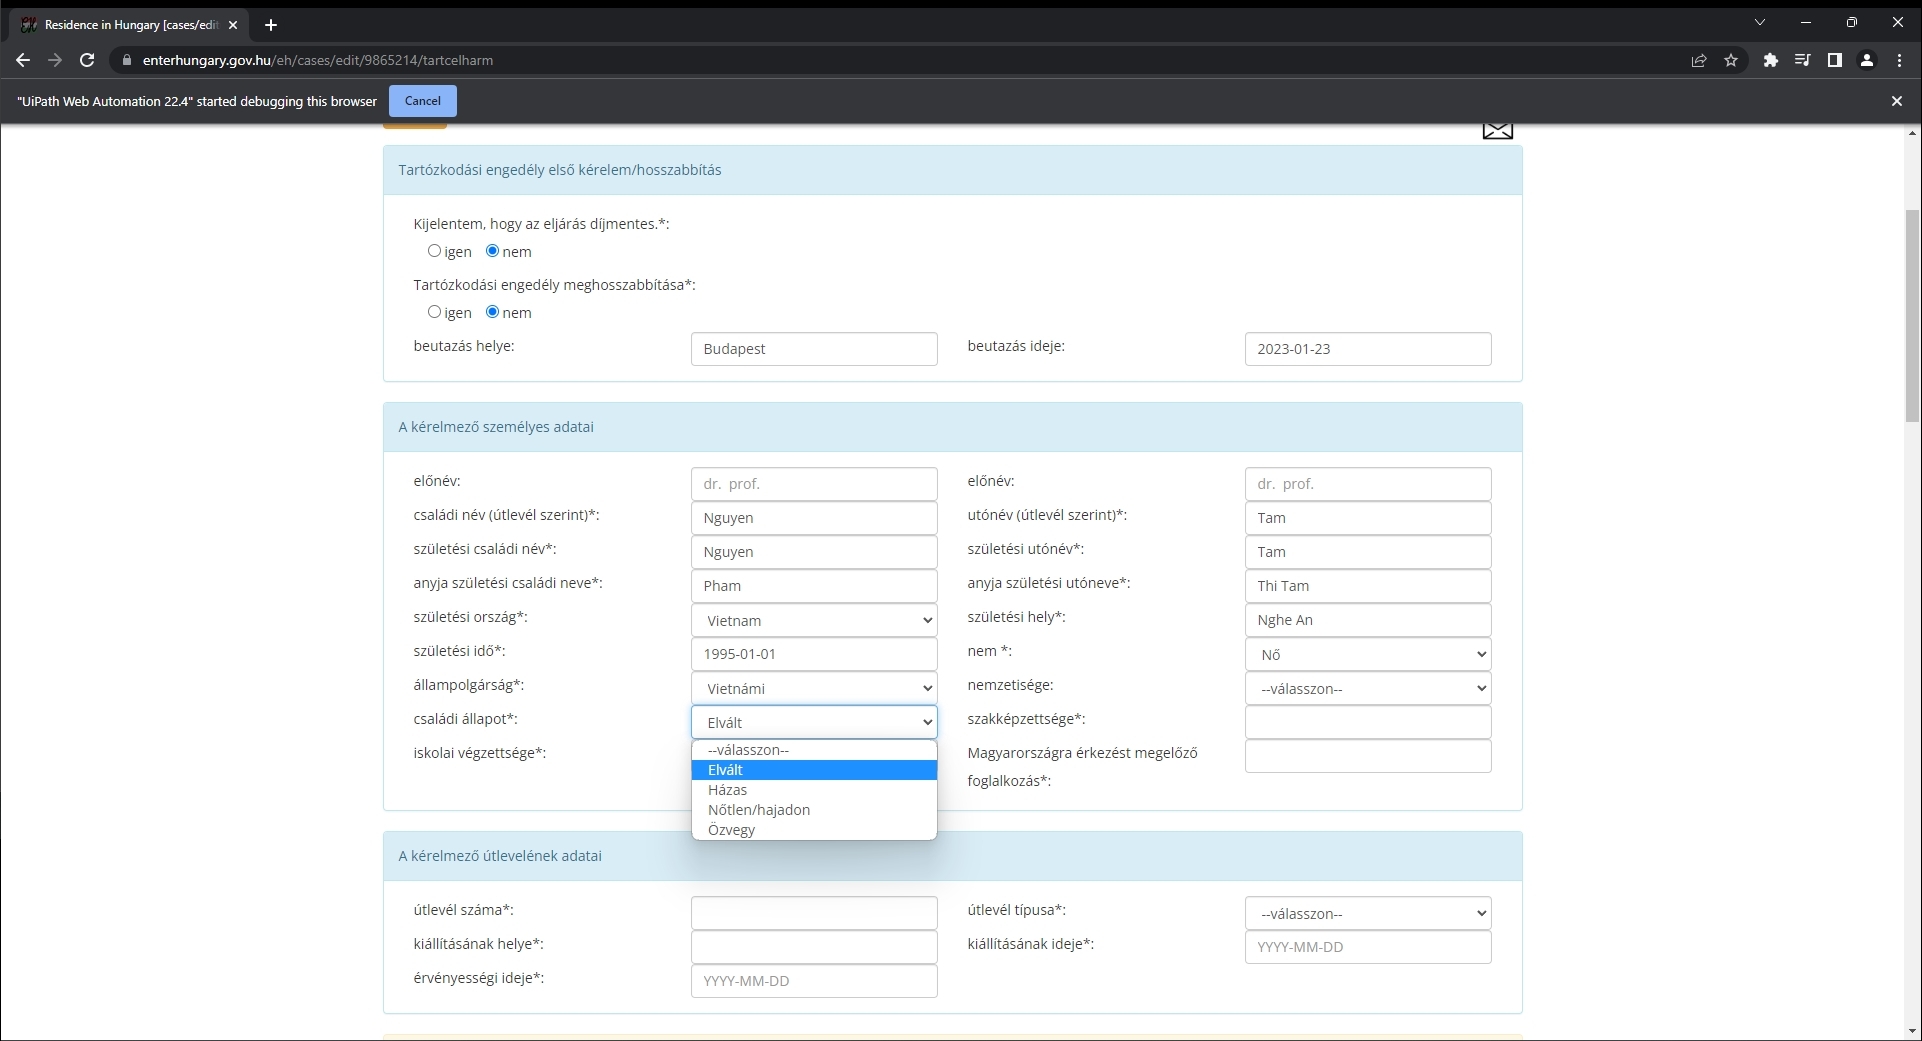 Residence in Hungary [cases/edit
enterhungary.gov.hu/eh/cases/edit/9865214/tartcelharm
"UiPath Web Automation 22.4" started debugging this browser Cancel
Tartózkodási engedély első kérelem/hosszabbítás
Kijelentem, hogy az eljárás díjmentes.*:
igen nem
Tartózkodási engedély meghosszabbítása*:
igen nem
beutazás helye: Budapest beutazás ideje: 2023-01-23
A kérelmező személyes adatai
előnév: dr. prof. előnév: dr. prof.
családi név (útlevél szerint)*: Nguyen utónév (útlevél szerint)*: Tam
születési családi név*: Nguyen születési utónév*: Tam
anyja születési családi neve*: Pham anyja születési utóneve*: Thi Tam
születési ország*: Vietnam születési hely*: Nghe An
születési idő*: 1995-01-01 nem *: Nő
állampolgárság*: Vietnámi nemzetisége: --válasszon--
családi állapot*: Elvált szakképzettsége*:
iskolai végzettsége*: --válasszon-- Magyarországra érkezést megelőző
Elvált
foglalkozás*:
Házas
Nőtlen/hajadon
Özvegy
A kérelmező útlevelének adatai
útlevél száma*: útlevél típusa*: --válasszon--
kiállításának helye*: kiállításának ideje*: YYYY-MM-DD
érvényességi ideje*: YYYY-MM-DD